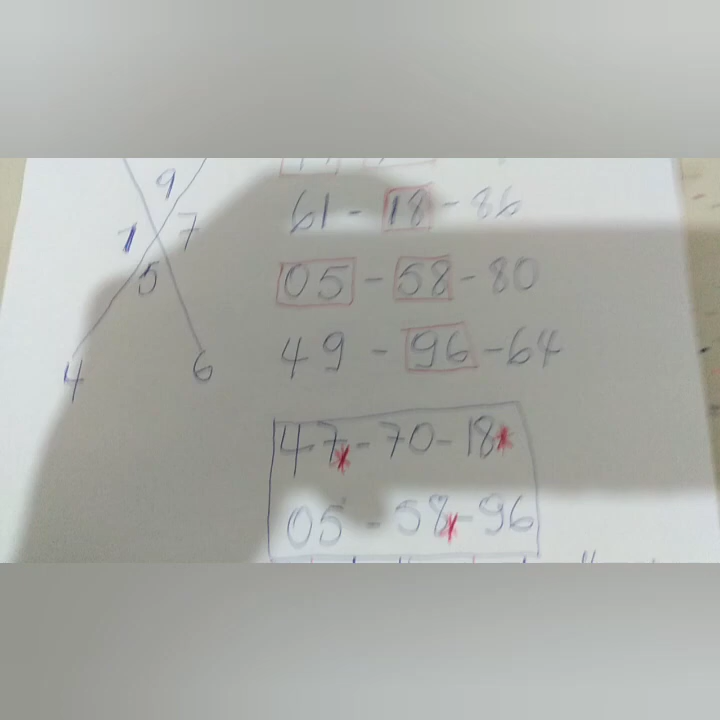 9
1 7
5
4 6
61 - 18 - 86
05 - 58 - 80
49 - 96 - 64
47* - 70 - 18*
05 - 58* - 96